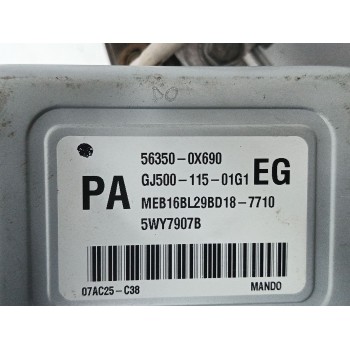 56350-0X690
PA GJ500-115-01G1 EG
MEB16BL29BD18-7710
5WY7907B
07AC25-C38 MANDO